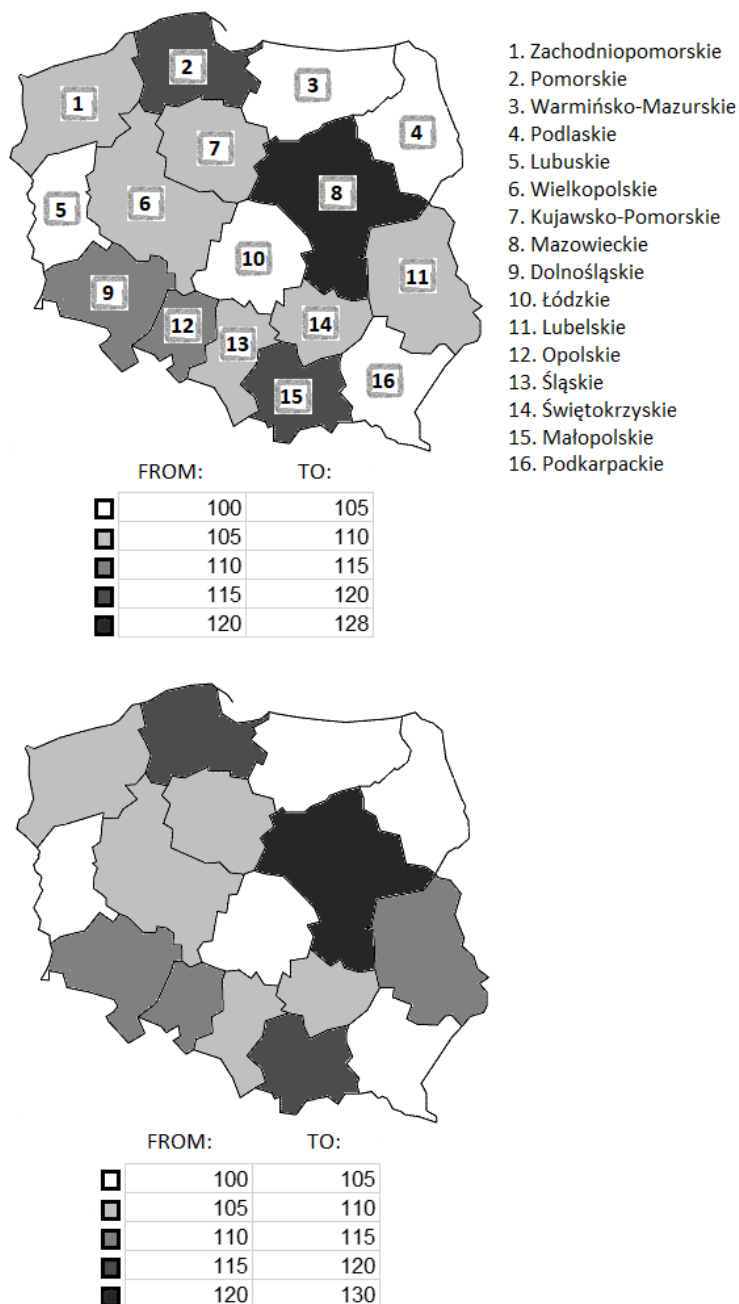 2
1. Zachodniopomorskie
3
2. Pomorskie
1
3. Warmińsko-Mazurskie
4
4. Podlaskie
7
5. Lubuskie
8
6. Wielkopolskie
5
6
7. Kujawsko-Pomorskie
8. Mazowieckie
10
11
9. Dolnośląskie
9
10. Łódzkie
12
14
11. Lubelskie
13
12. Opolskie
16
13. Śląskie
15
14. Świętokrzyskie
15. Małopolskie
16. Podkarpackie
FROM: TO:
100 105
105 110
110 115
115 120
120 128
FROM: TO:
100 105
105 110
110 115
115 120
120 130